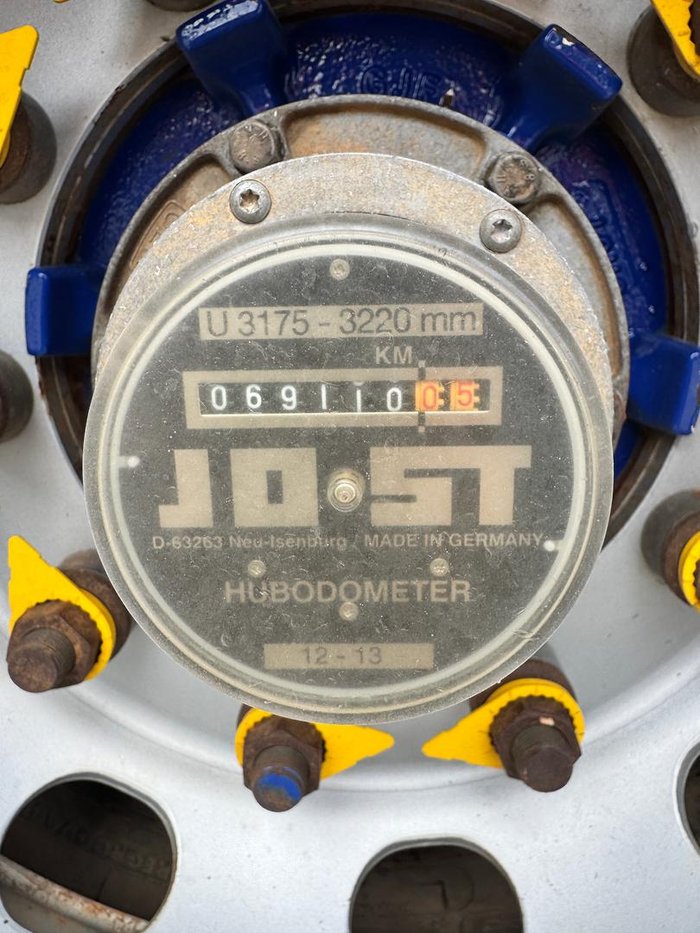 U 3175 - 3220 mm
KM
06911005
JOST
D-63263 Neu-Isenburg MADE IN GERMANY
HUBODOMETER
12 - 13